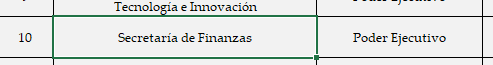 Tecnología e Innovación
10 Secretaría de Finanzas Poder Ejecutivo